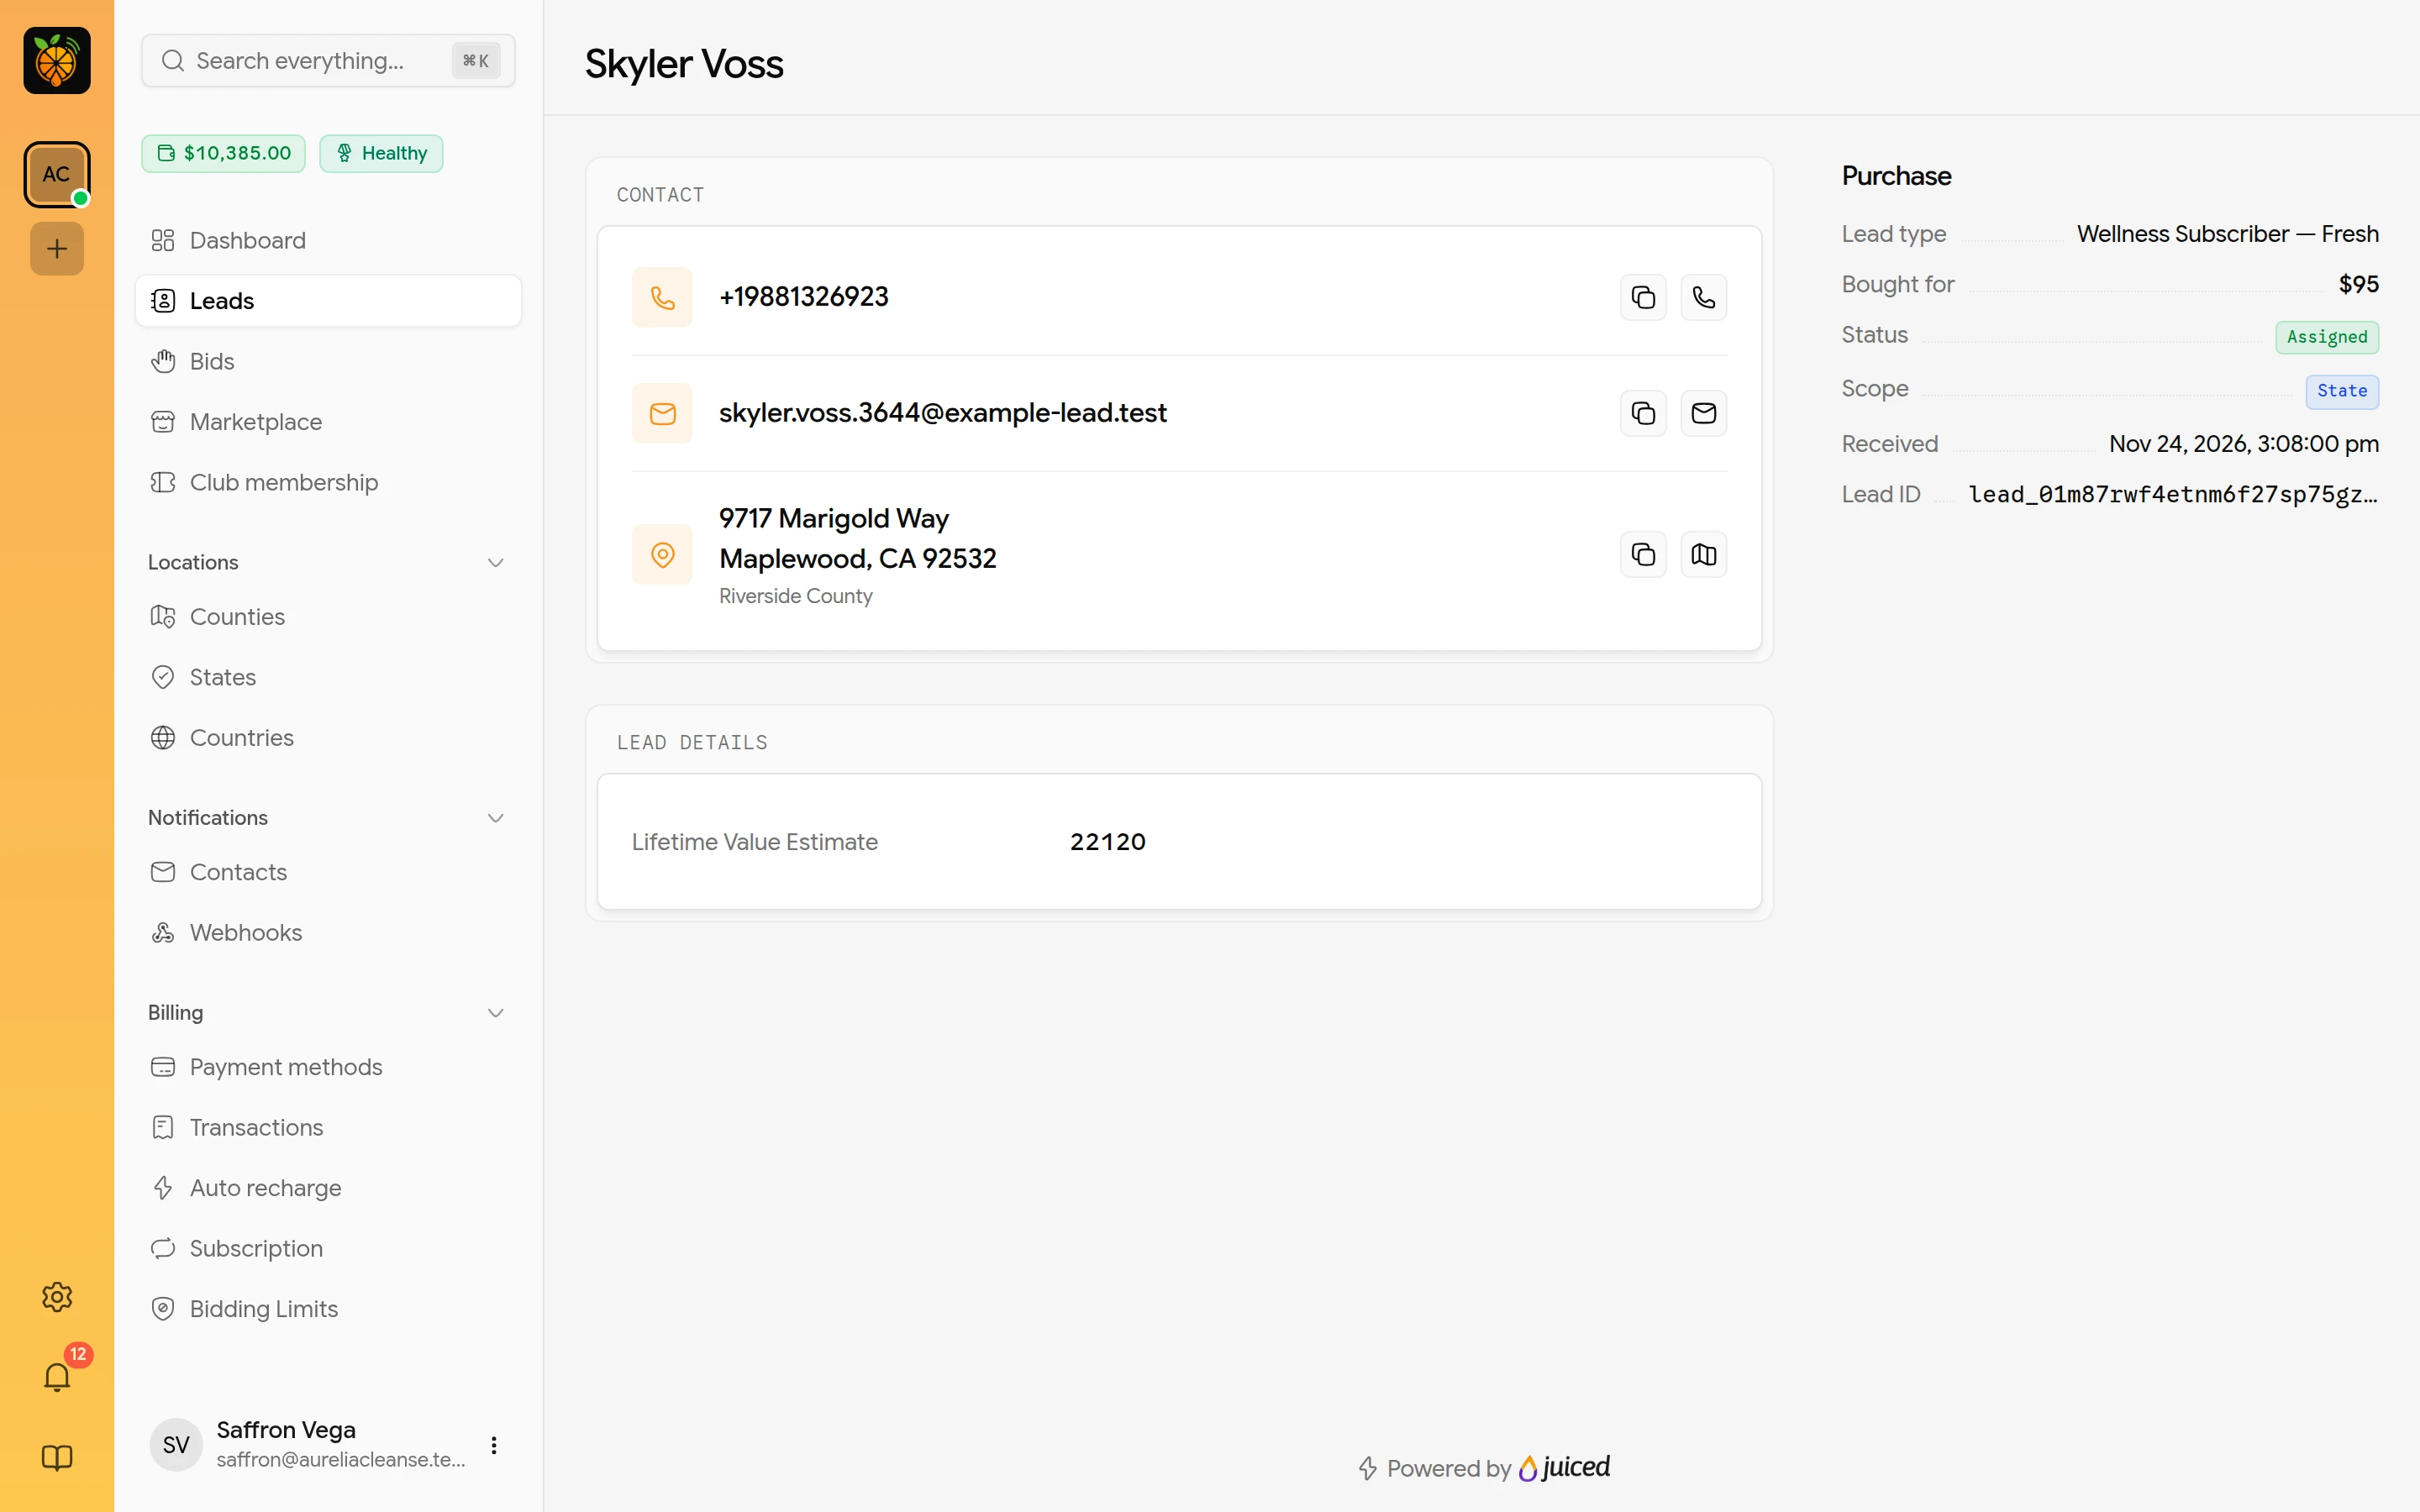 Search everything...
⌘K
$10,385.00
Healthy
AC
Dashboard
Leads
Bids
Marketplace
Club membership
Locations
Counties
States
Countries
Notifications
Contacts
Webhooks
Billing
Payment methods
Transactions
Auto recharge
Subscription
Bidding Limits
12
SV
Saffron Vega
saffron@aureliacleanse.te...
Skyler Voss
CONTACT
+19881326923
skyler.voss.3644@example-lead.test
9717 Marigold Way
Maplewood, CA 92532
Riverside County
LEAD DETAILS
Lifetime Value Estimate 22120
Purchase
Lead type Wellness Subscriber — Fresh
Bought for $95
Status Assigned
Scope State
Received Nov 24, 2026, 3:08:00 pm
Lead ID lead_01m87rwf4etnm6f27sp75gz...
Powered by juiced